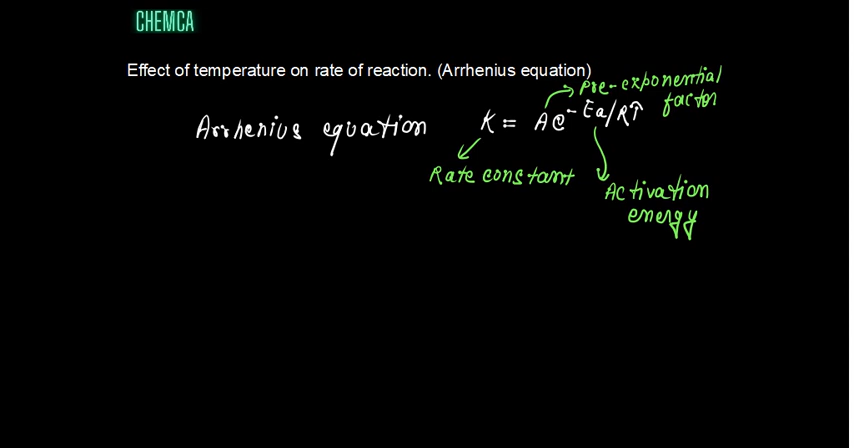 CHEMCA
Effect of temperature on rate of reaction. (Arrhenius equation)
Pre-exponential
factor
Arrhenius equation K = Ae^-Ea/RT
Rate constant
Activation
energy